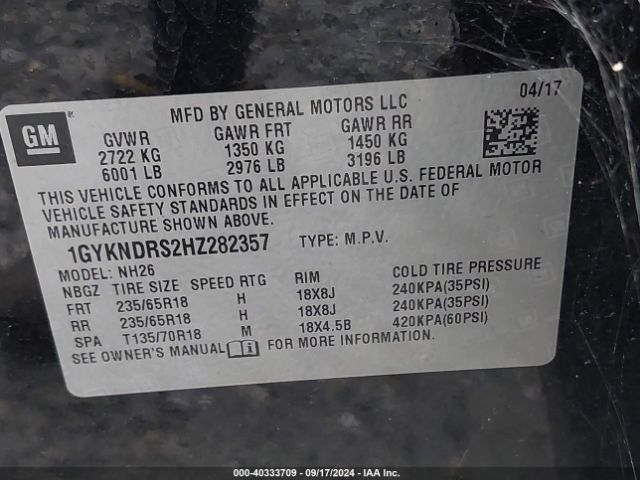 GM
MFD BY GENERAL MOTORS LLC
04/17
GVWR GAWR FRT GAWR RR
2722 KG 1350 KG 1450 KG
6001 LB 2976 LB 3196 LB
THIS VEHICLE CONFORMS TO ALL APPLICABLE U.S. FEDERAL MOTOR
VEHICLE SAFETY STANDARDS IN EFFECT ON THE DATE OF
MANUFACTURE SHOWN ABOVE.
1GYKNDRS2HZ282357 TYPE: M.P.V.
MODEL: NH26
NBGZ TIRE SIZE SPEED RTG RIM COLD TIRE PRESSURE
FRT 235/65R18 H 18X8J 240KPA(35PSI)
RR 235/65R18 H 18X8J 240KPA(35PSI)
SPA T135/70R18 M 18X4.5B 420KPA(60PSI)
SEE OWNER'S MANUAL FOR MORE INFORMATION.
000-40333709 - 09/17/2024 - IAA Inc.